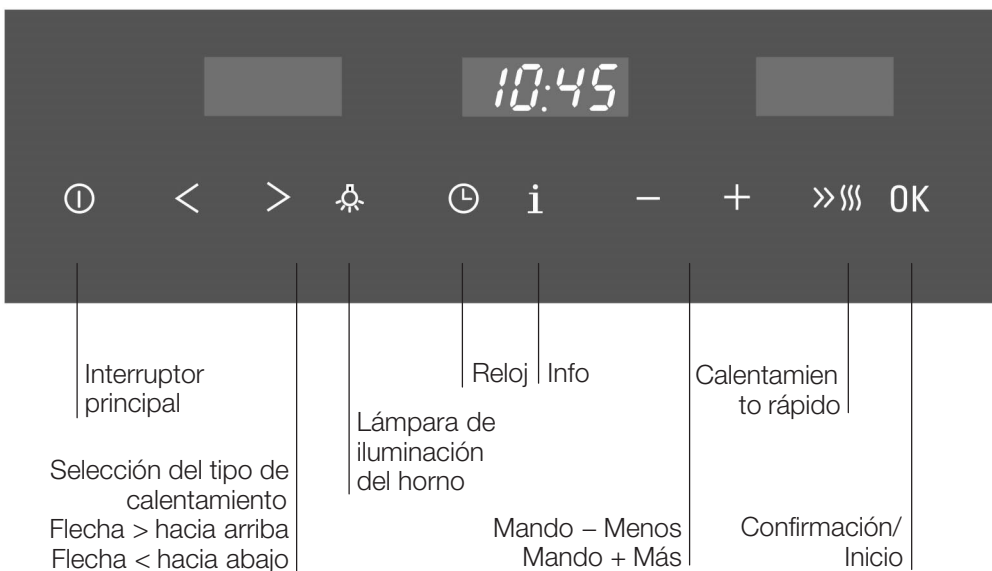 10:45
< > i − + >> OK
Interruptor
principal
Selección del tipo de
calentamiento
Flecha > hacia arriba
Flecha < hacia abajo
Lámpara de
iluminación
del horno
Reloj
Info
Mando – Menos
Mando + Más
Calentamien
to rápido
Confirmación/
Inicio